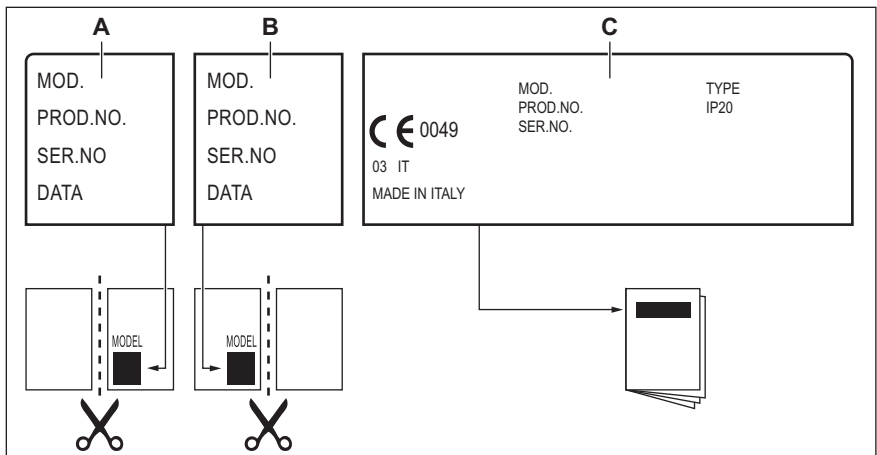 A
B
C
MOD.
PROD.NO.
SER.NO
DATA
MOD.
PROD.NO.
SER.NO
DATA
MOD.
PROD.NO.
SER.NO.
TYPE
IP20
CE 0049
03 IT
MADE IN ITALY
MODEL
MODEL